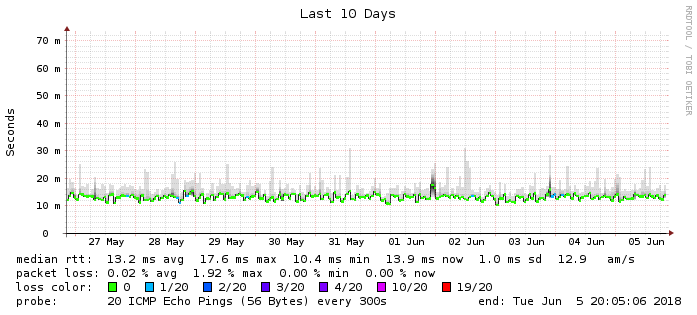 Last 10 Days
RRDTOOL / TOBI OETIKER
Seconds
70 m
60 m
50 m
40 m
30 m
20 m
10 m
0
27 May 28 May 29 May 30 May 31 May 01 Jun 02 Jun 03 Jun 04 Jun 05 Jun
median rtt: 13.2 ms avg 17.6 ms max 10.4 ms min 13.9 ms now 1.0 ms sd 12.9 am/s
packet loss: 0.02 % avg 1.92 % max 0.00 % min 0.00 % now
loss color: 0 1/20 2/20 3/20 4/20 10/20 19/20
probe: 20 ICMP Echo Pings (56 Bytes) every 300s end: Tue Jun 5 20:05:06 2018